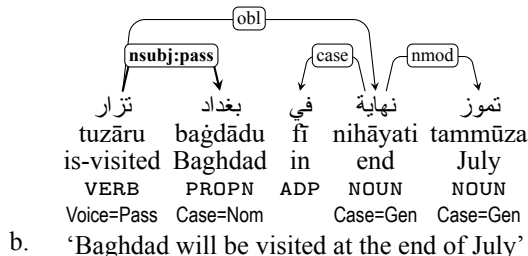 obl
nsubj:pass case nmod
تزار بغداد في نهاية تموز
tuzāru baġdādu fī nihāyati tammūza
is-visited Baghdad in end July
VERB PROPN ADP NOUN NOUN
Voice=Pass Case=Nom Case=Gen Case=Gen
b. ‘Baghdad will be visited at the end of July’